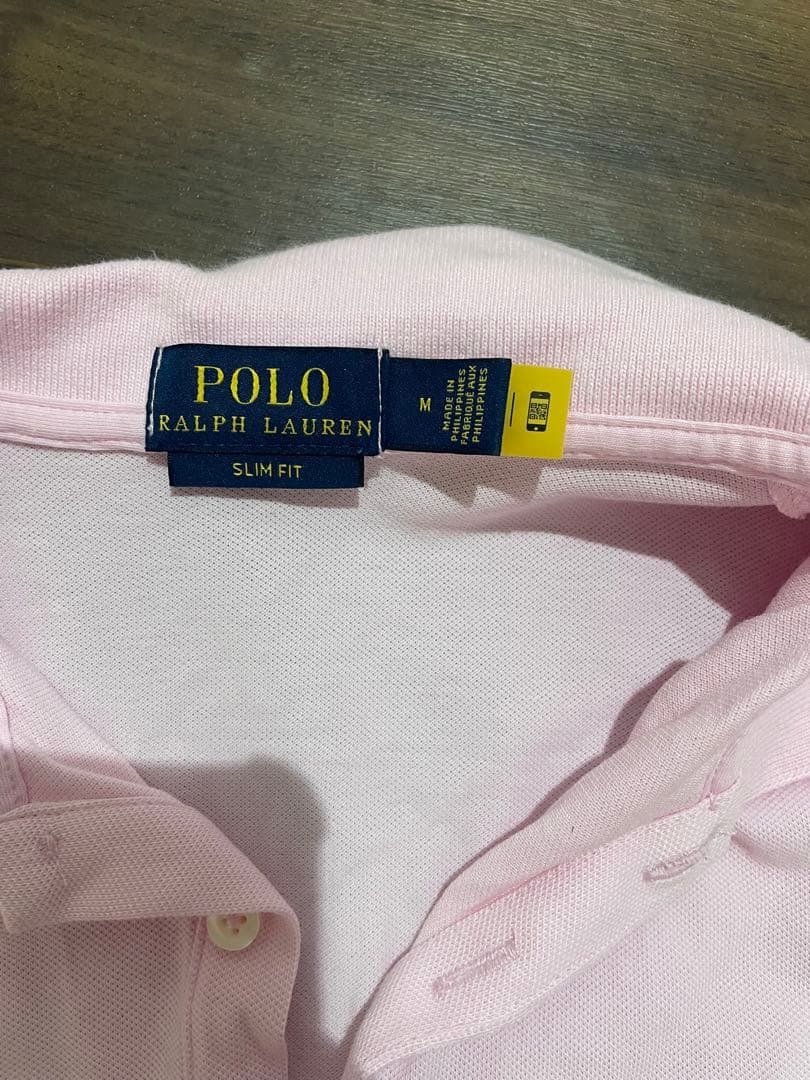 POLO
RALPH LAUREN
SLIM FIT
M
MADE IN
PHILIPPINES
FABRIQUÉ AUX
PHILIPPINES